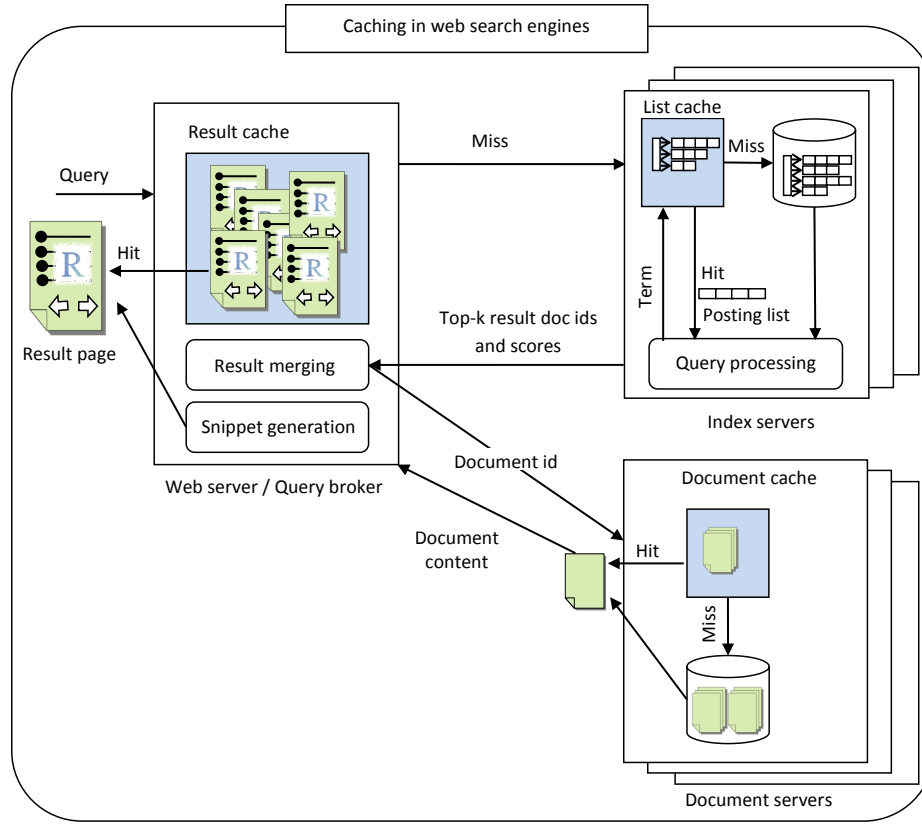 Caching in web search engines
Result cache
Query
Hit
R
R
R
R
R
R
Result page
Result merging
Snippet generation
Web server / Query broker
Miss
Top-k result doc ids
and scores
List cache
Miss
Term
Hit
Posting list
Query processing
Index servers
Document id
Document
content
Document cache
Hit
Miss
Document servers